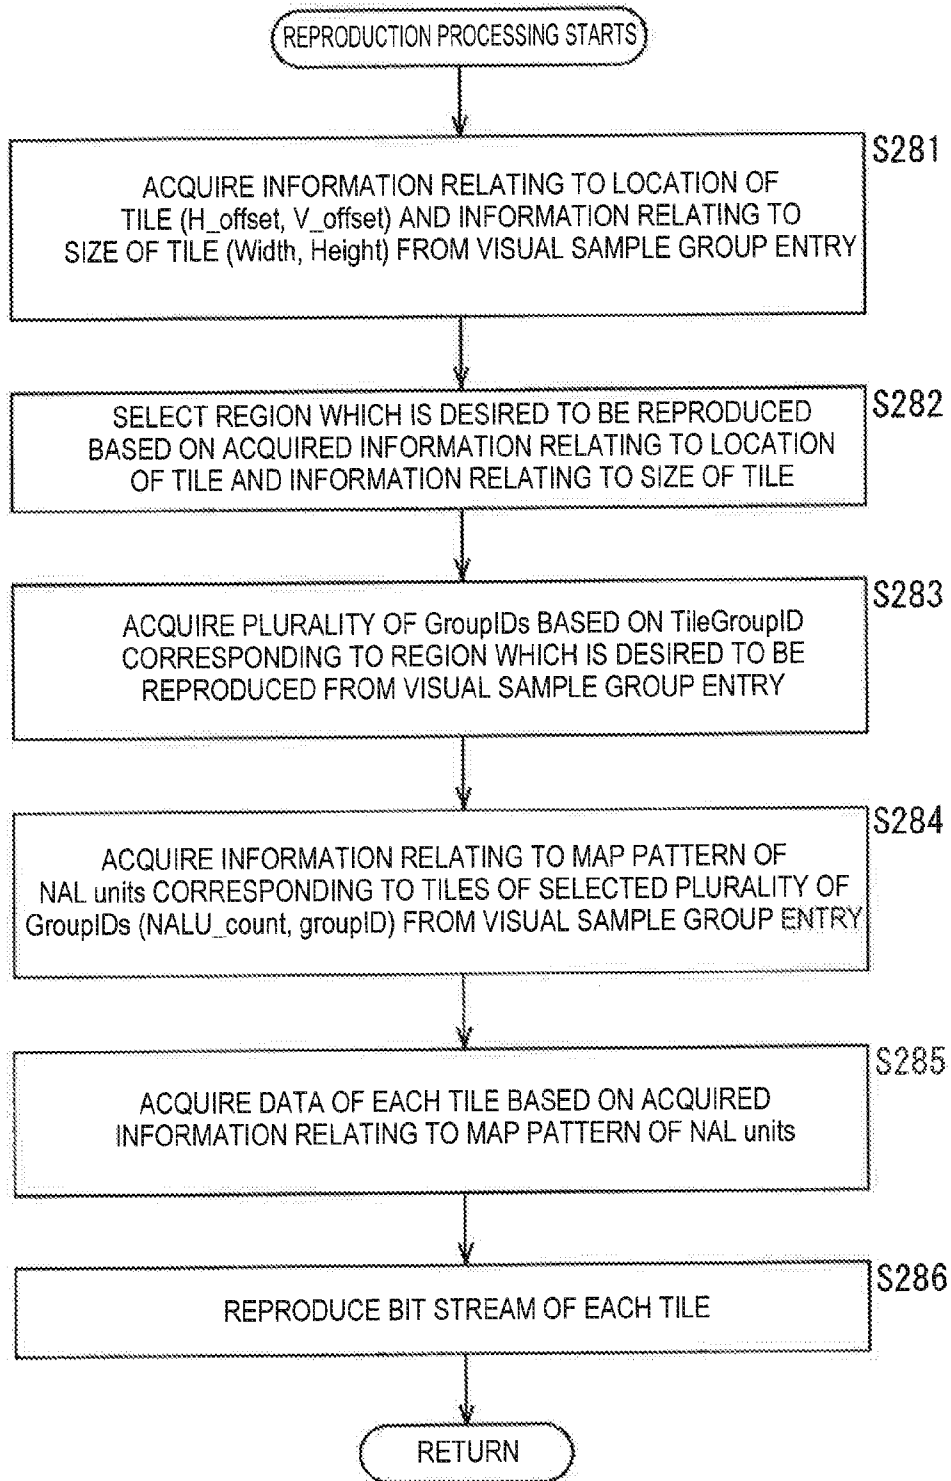 REPRODUCTION PROCESSING STARTS
S281
ACQUIRE INFORMATION RELATING TO LOCATION OF
TILE (H_offset, V_offset) AND INFORMATION RELATING TO
SIZE OF TILE (Width, Height) FROM VISUAL SAMPLE GROUP ENTRY
S282
SELECT REGION WHICH IS DESIRED TO BE REPRODUCED
BASED ON ACQUIRED INFORMATION RELATING TO LOCATION
OF TILE AND INFORMATION RELATING TO SIZE OF TILE
S283
ACQUIRE PLURALITY OF GroupIDs BASED ON TileGroupID
CORRESPONDING TO REGION WHICH IS DESIRED TO BE
REPRODUCED FROM VISUAL SAMPLE GROUP ENTRY
S284
ACQUIRE INFORMATION RELATING TO MAP PATTERN OF
NAL units CORRESPONDING TO TILES OF SELECTED PLURALITY OF
GroupIDs (NALU_count, groupID) FROM VISUAL SAMPLE GROUP ENTRY
S285
ACQUIRE DATA OF EACH TILE BASED ON ACQUIRED
INFORMATION RELATING TO MAP PATTERN OF NAL units
S286
REPRODUCE BIT STREAM OF EACH TILE
RETURN